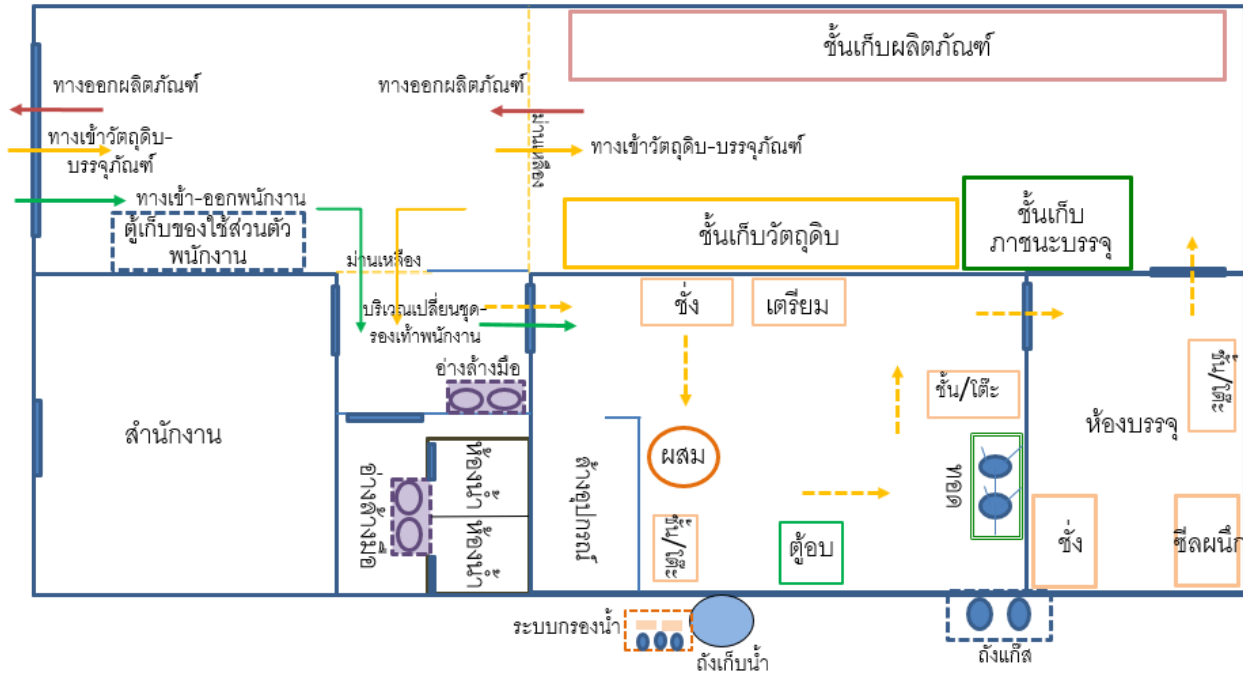 ชั้นเก็บผลิตภัณฑ์
ทางออกผลิตภัณฑ์
ทางออกผลิตภัณฑ์
ม่านเหลือง
ทางเข้าวัตถุดิบ-
บรรจุภัณฑ์
ทางเข้าวัตถุดิบ-บรรจุภัณฑ์
ทางเข้า-ออกพนักงาน
ตู้เก็บของใช้ส่วนตัว
พนักงาน
ชั้นเก็บวัตถุดิบ
ชั้นเก็บ
ภาชนะบรรจุ
ม่านเหลือง
บริเวณเปลี่ยนชุด-
รองเท้าพนักงาน
ชั่ง
เตรียม
อ่างล้างมือ
ชั้น/โต๊ะ
ชั้น/โต๊ะ
สำนักงาน
ห้องบรรจุ
ผสม
อ่างล้างมือ
ห้องน้ำ
ห้องน้ำ
ล้างอุปกรณ์
ทอด
ชั้น/โต๊ะ
ตู้อบ
ชั่ง
ซีลผนึก
ระบบกรองน้ำ
ถังเก็บน้ำ
ถังแก๊ส